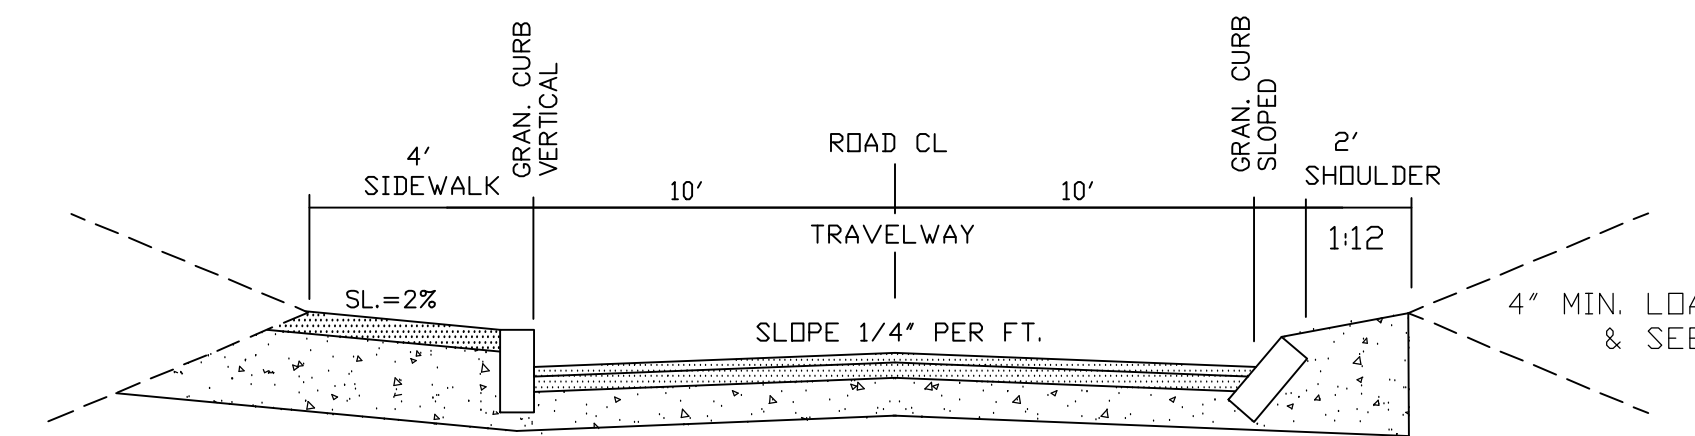 GRAN. CURB
VERTICAL
GRAN. CURB
SLOPED
ROAD CL
4'
SIDEWALK
10'
10'
2'
SHOULDER
TRAVELWAY
1:12
SL.=2%
SLOPE 1/4" PER FT.
4" MIN.
&